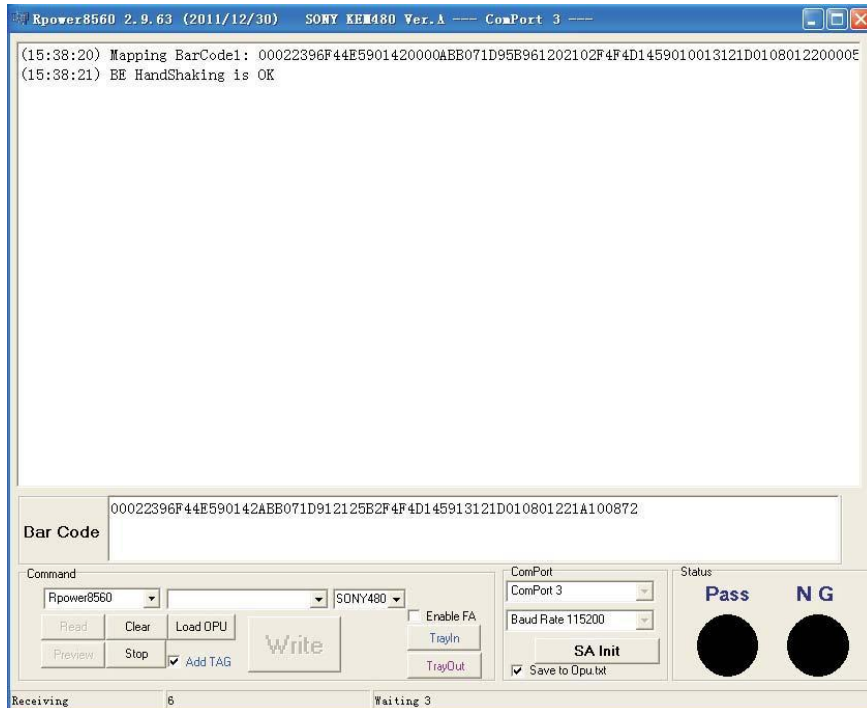 Rpower8560 2.9.63 (2011/12/30) SONY KEM480 Ver.A --- ComPort 3 ---
(15:38:20) Mapping BarCode1: 00022396F44E5901420000ABB071D95B961202102F4F4D1459010013121D0108012200005
(15:38:21) BE HandShaking is OK
Bar Code
00022396F44E590142ABB071D912125B2F4F4D145913121D010801221A100872
Command
Rpower8560
SONY480
Read
Clear
Load OPU
Write
Enable FA
TrayIn
Preview
Stop
Add TAG
TrayOut
ComPort
ComPort 3
Baud Rate 115200
SA Init
Save to Opu.txt
Status
Pass
N G
Receiving
6
Waiting 3